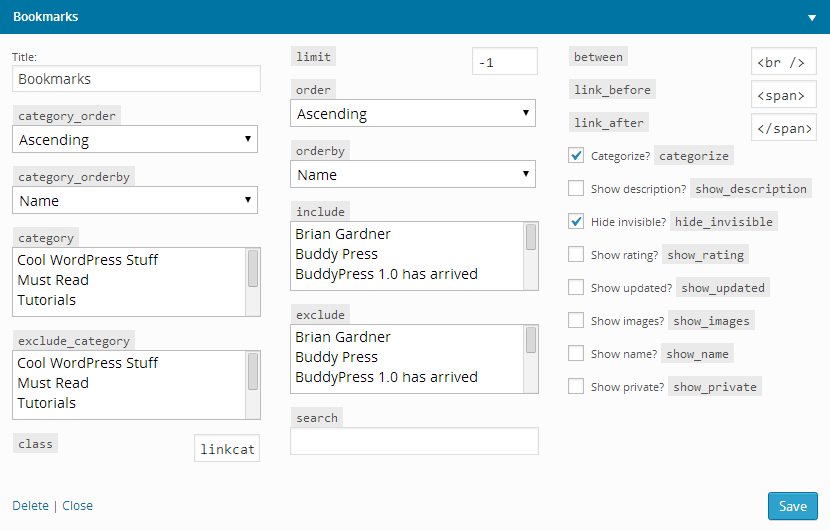 Bookmarks
Title:
Bookmarks
category_order
Ascending
category_orderby
Name
category
Cool WordPress Stuff
Must Read
Tutorials
exclude_category
Cool WordPress Stuff
Must Read
Tutorials
class linkcat
limit -1
order
Ascending
orderby
Name
include
Brian Gardner
Buddy Press
BuddyPress 1.0 has arrived
exclude
Brian Gardner
Buddy Press
BuddyPress 1.0 has arrived
search
between <br />
link_before <span>
link_after </span>
Categorize? categorize
Show description? show_description
Hide invisible? hide_invisible
Show rating? show_rating
Show updated? show_updated
Show images? show_images
Show name? show_name
Show private? show_private
Delete | Close
Save